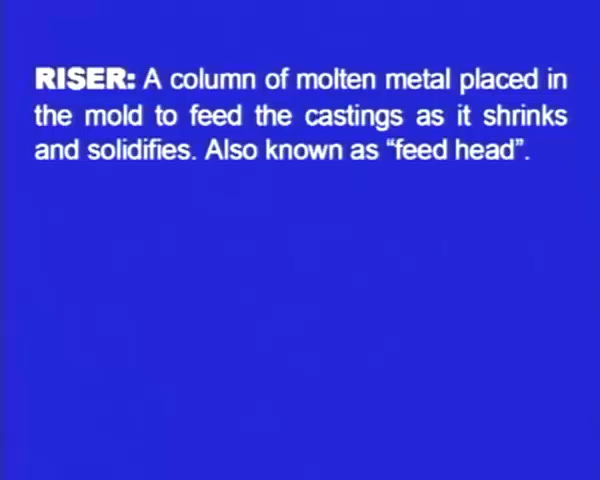 RISER: A column of molten metal placed in
the mold to feed the castings as it shrinks
and solidifies. Also known as “feed head”.